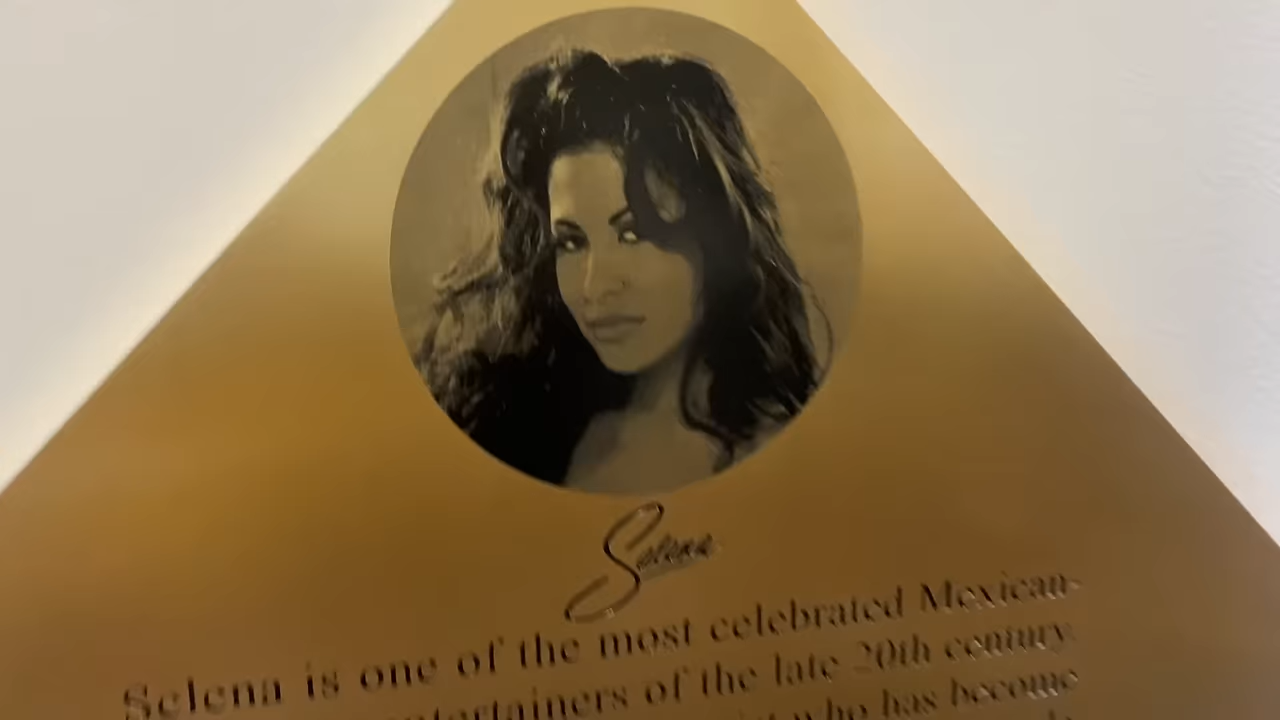 Selena
Selena is one of the most celebrated Mexican-
entertainers of the late 20th century
who has become